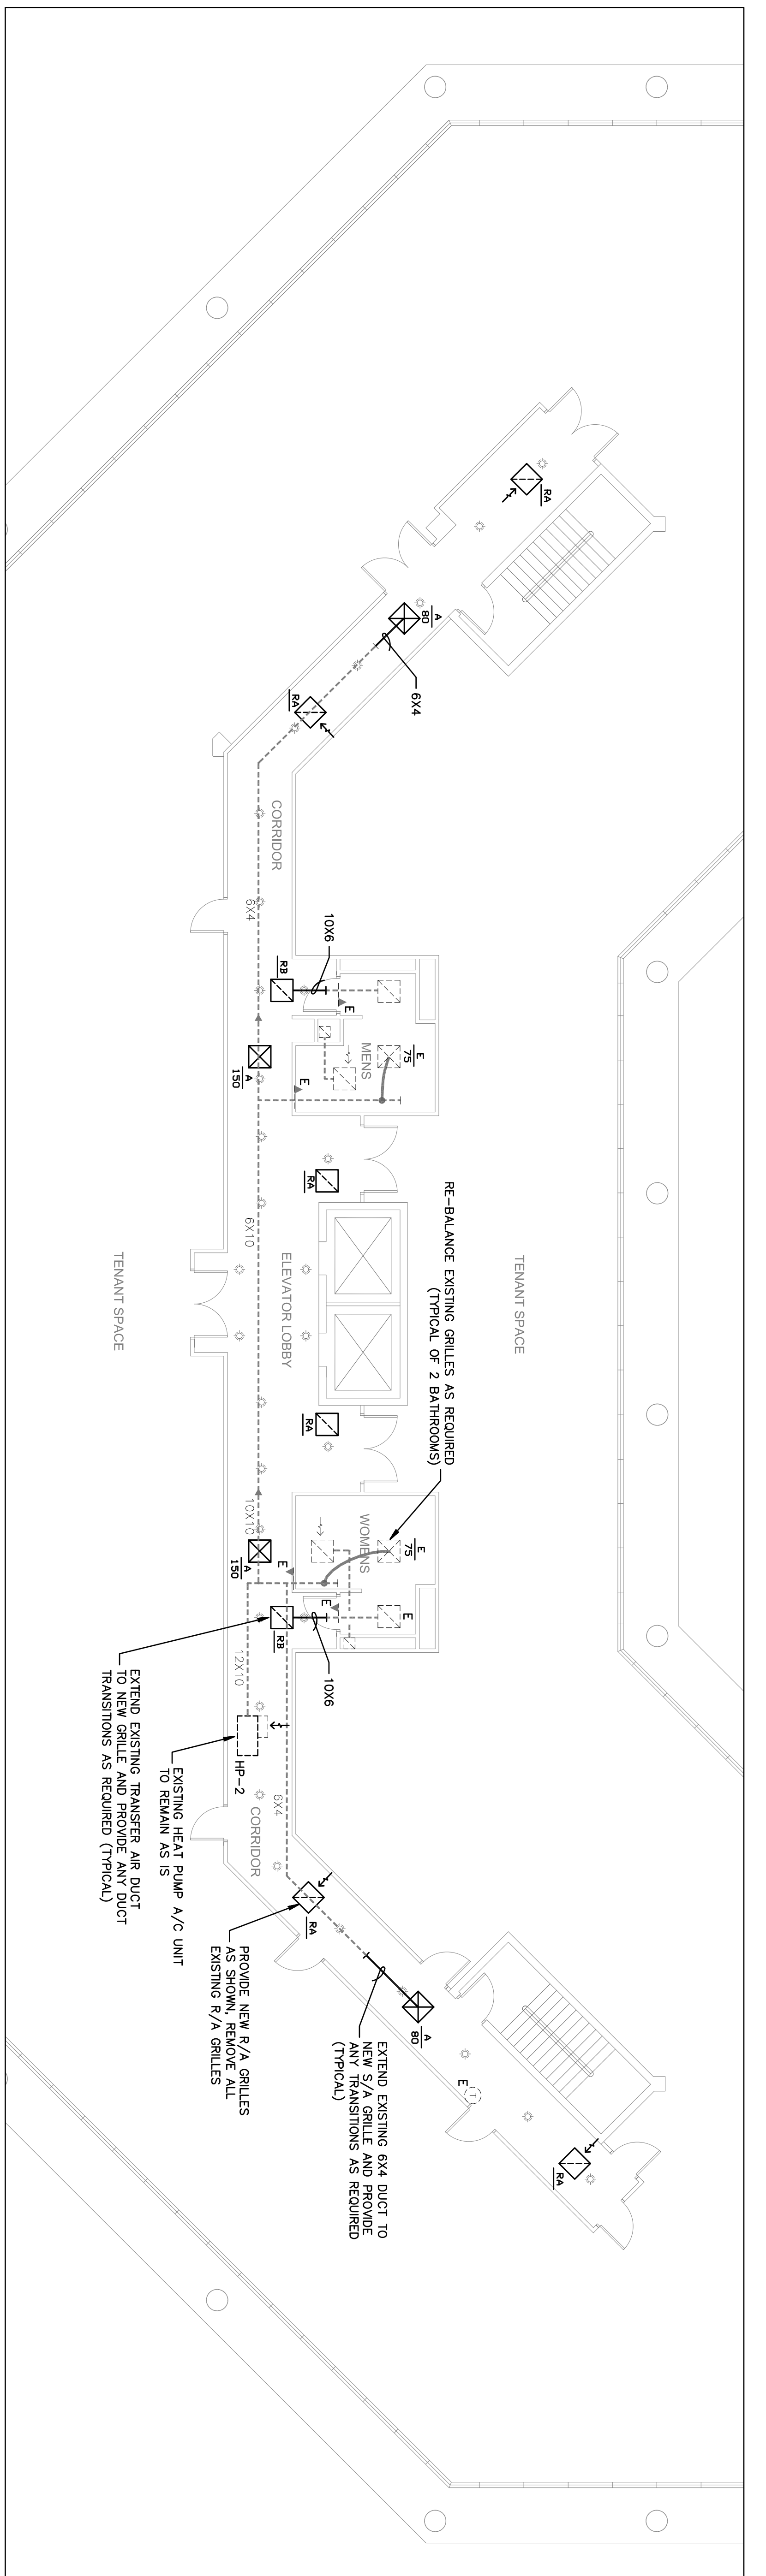 RA
A
80
6X4
RA
CORRIDOR
6X4
10X6
RB
E
MENS
E
75
E
A
150
RA
6X10
ELEVATOR LOBBY
TENANT SPACE
TENANT SPACE
RE-BALANCE EXISTING GRILLES AS REQUIRED
(TYPICAL OF 2 BATHROOMS)
RA
10X10
WOMENS
E
75
A
150
E
E
E
RB
10X6
12X10
HP-2
6X4
CORRIDOR
EXTEND EXISTING TRANSFER AIR DUCT
TO NEW GRILLE AND PROVIDE ANY DUCT
TRANSITIONS AS REQUIRED (TYPICAL)
EXISTING HEAT PUMP A/C UNIT
TO REMAIN AS IS
RA
PROVIDE NEW R/A GRILLES
AS SHOWN, REMOVE ALL
EXISTING R/A GRILLES
A
80
EXTEND EXISTING 6X4 DUCT TO
NEW S/A GRILLE AND PROVIDE
ANY TRANSITIONS AS REQUIRED
(TYPICAL)
E
T
RA